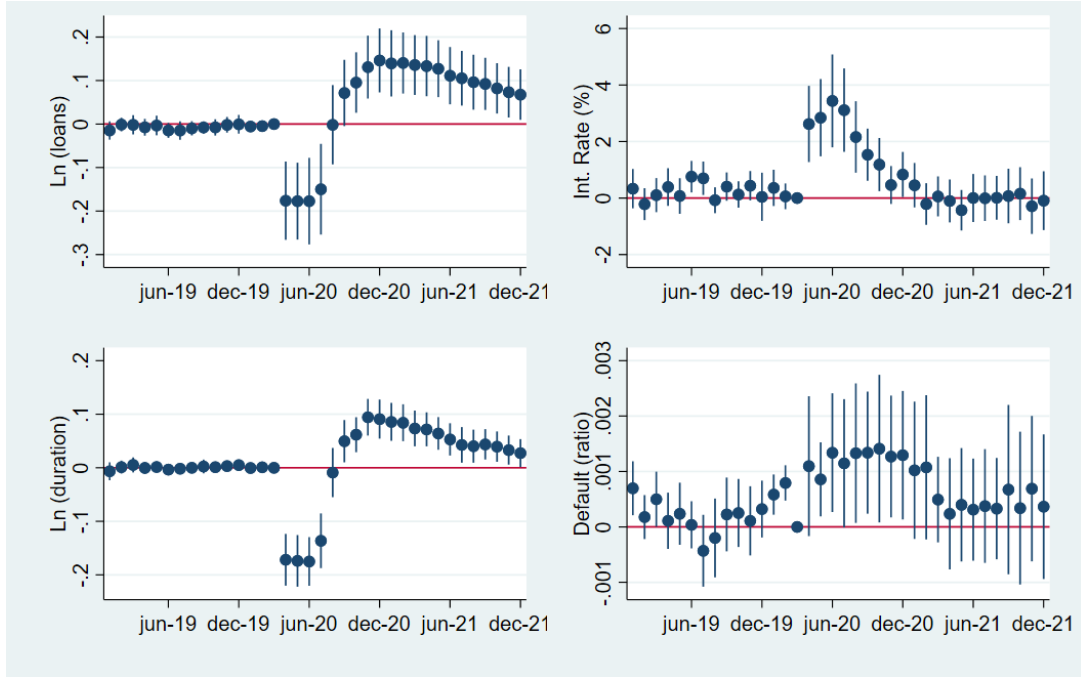 Ln (loans)
.2
.1
0
-.1
-.2
-.3
jun-19 dec-19 jun-20 dec-20 jun-21 dec-21
Int. Rate (%)
6
4
2
0
-2
jun-19 dec-19 jun-20 dec-20 jun-21 dec-21
Ln (duration)
.2
.1
0
-.1
-.2
jun-19 dec-19 jun-20 dec-20 jun-21 dec-21
Default (ratio)
.003
.002
.001
0
-.001
jun-19 dec-19 jun-20 dec-20 jun-21 dec-21